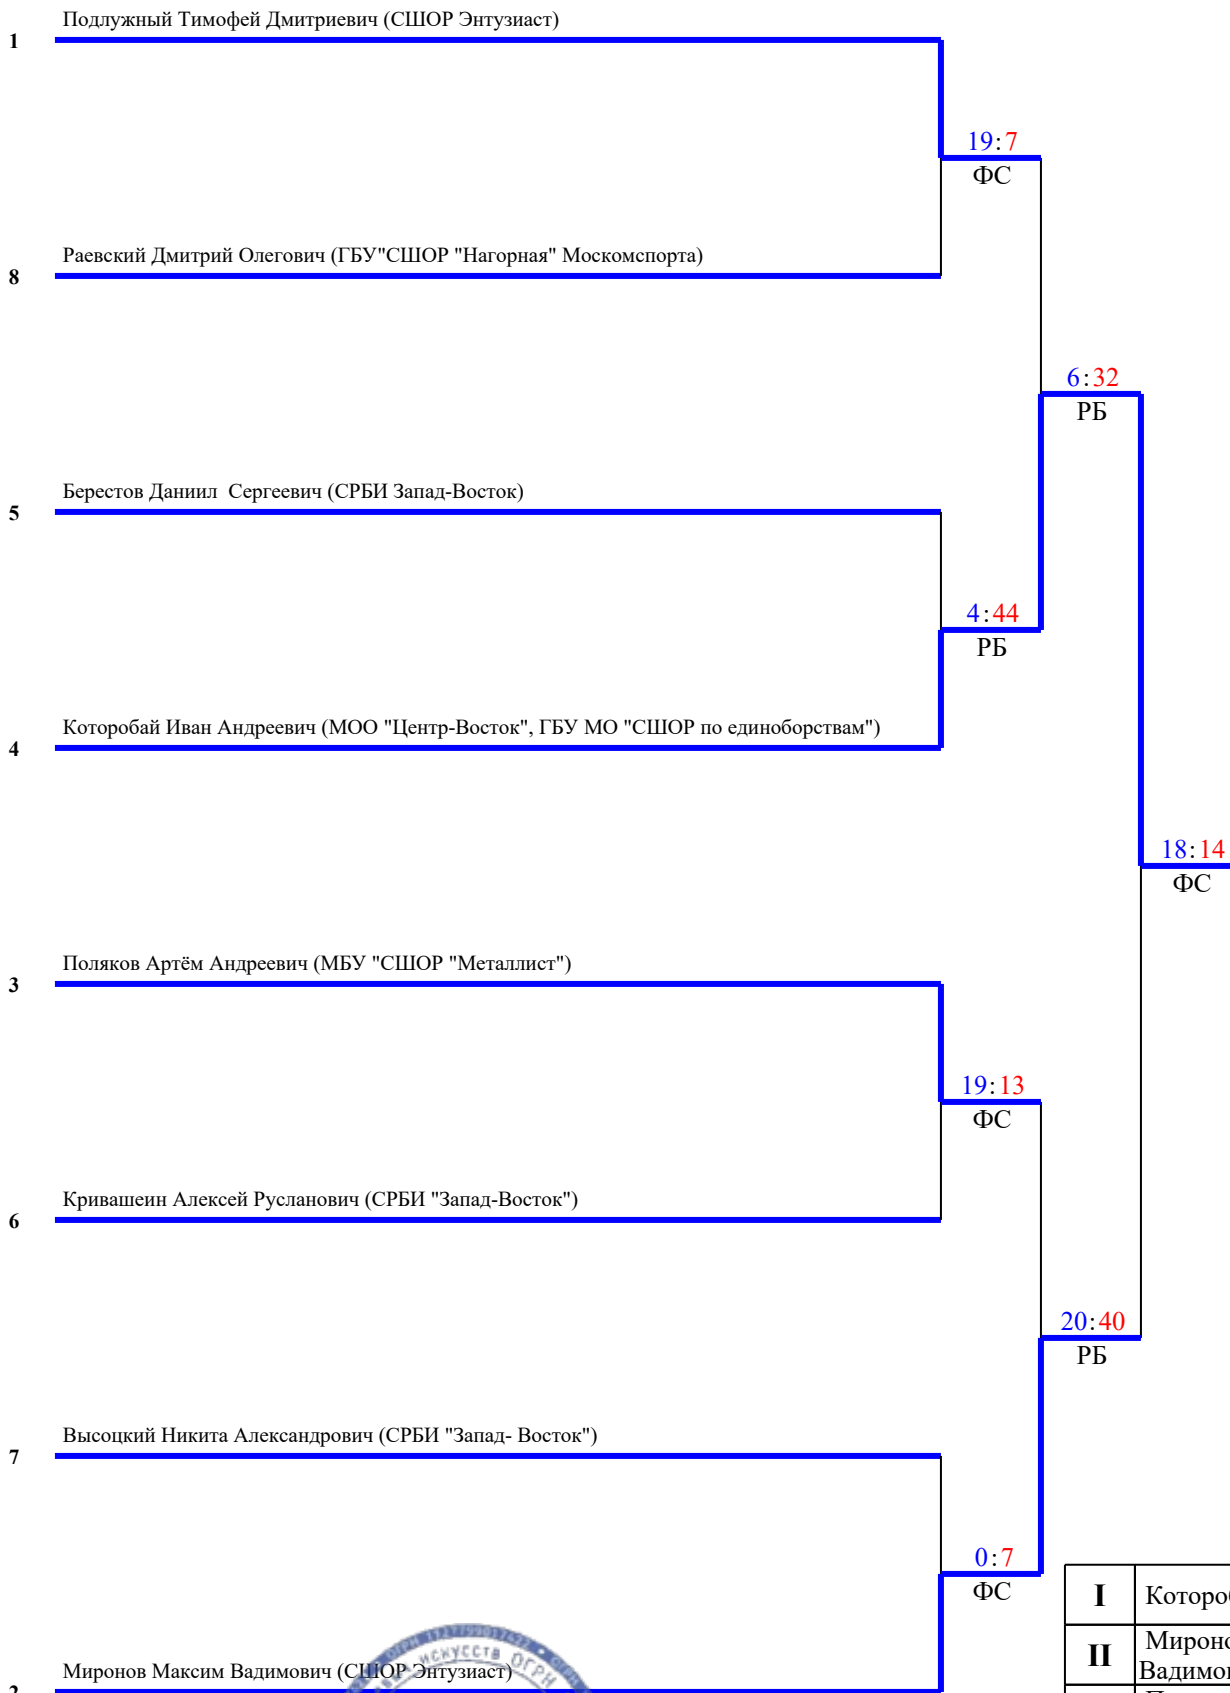 Подлужный Тимофей Дмитриевич (СШОР Энтузиаст)
1
19:7
ФС
Раевский Дмитрий Олегович (ГБУ"СШОР "Нагорная" Москомспорта)
8
6:32
РБ
Берестов Даниил  Сергеевич (СРБИ Запад-Восток)
5
4:44
РБ
Которобай Иван Андреевич (МОО "Центр-Восток", ГБУ МО "СШОР по единоборствам")
4
18:14
ФС
Поляков Артём Андреевич (МБУ "СШОР "Металлист")
3
19:13
ФС
Кривашеин Алексей Русланович (СРБИ "Запад-Восток")
6
20:40
РБ
Высоцкий Никита Александрович (СРБИ "Запад- Восток")
7
0:7
ФС
I
II
Миронов Максим Вадимович (СШОР Энтузиаст)
2
ИСКУССТВ ОГРН